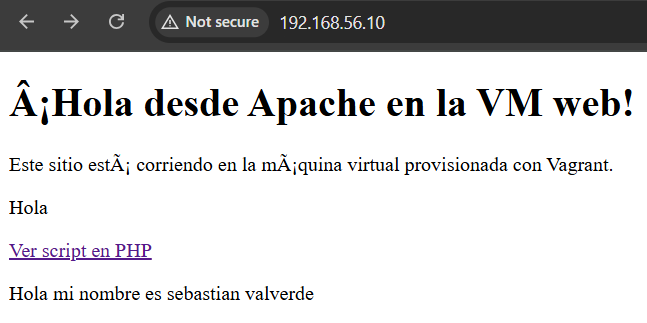 Not secure 192.168.56.10
Â¡Hola desde Apache en la VM web!
Este sitio estÃ¡ corriendo en la mÃ¡quina virtual provisionada con Vagrant.
Hola
Ver script en PHP
Hola mi nombre es sebastian valverde